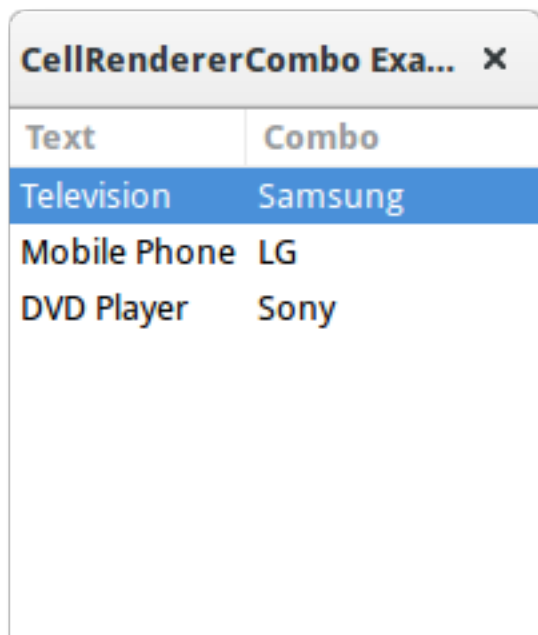 CellRendererCombo Exa...
Text Combo
Television Samsung
Mobile Phone LG
DVD Player Sony